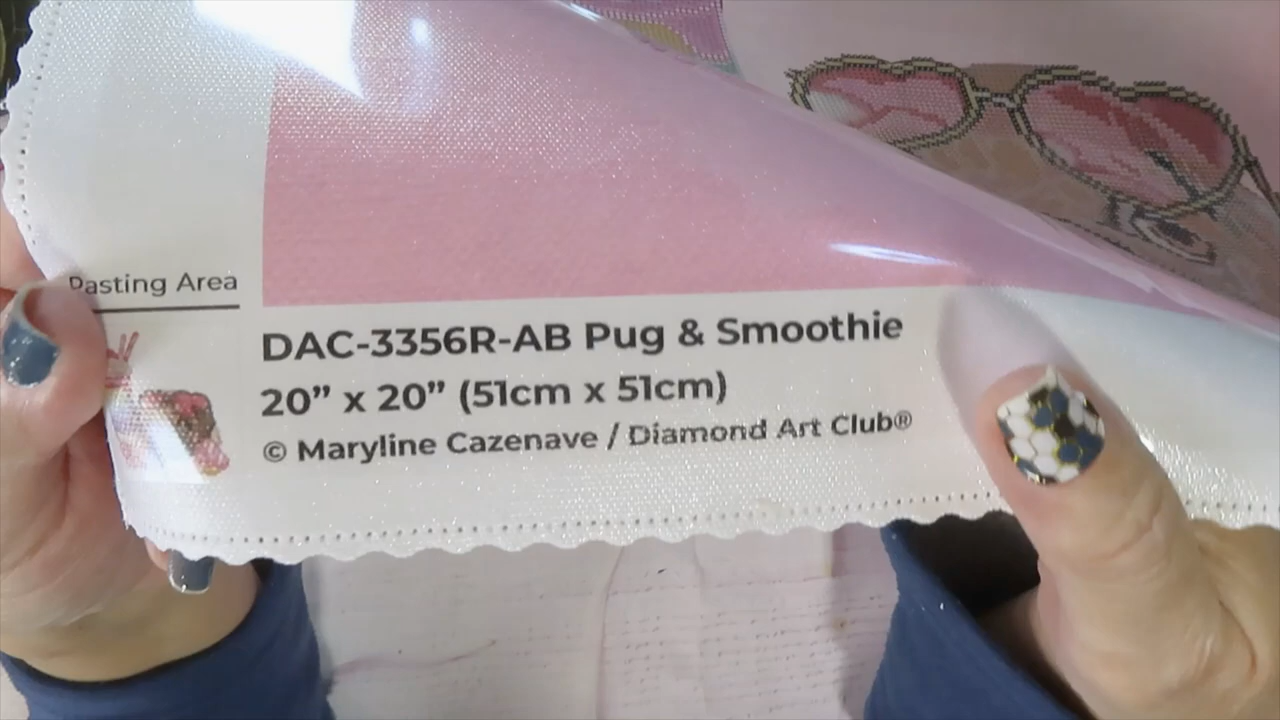 Pasting Area
DAC-3356R-AB Pug & Smoothie
20” x 20” (51cm x 51cm)
© Maryline Cazenave / Diamond Art Club®